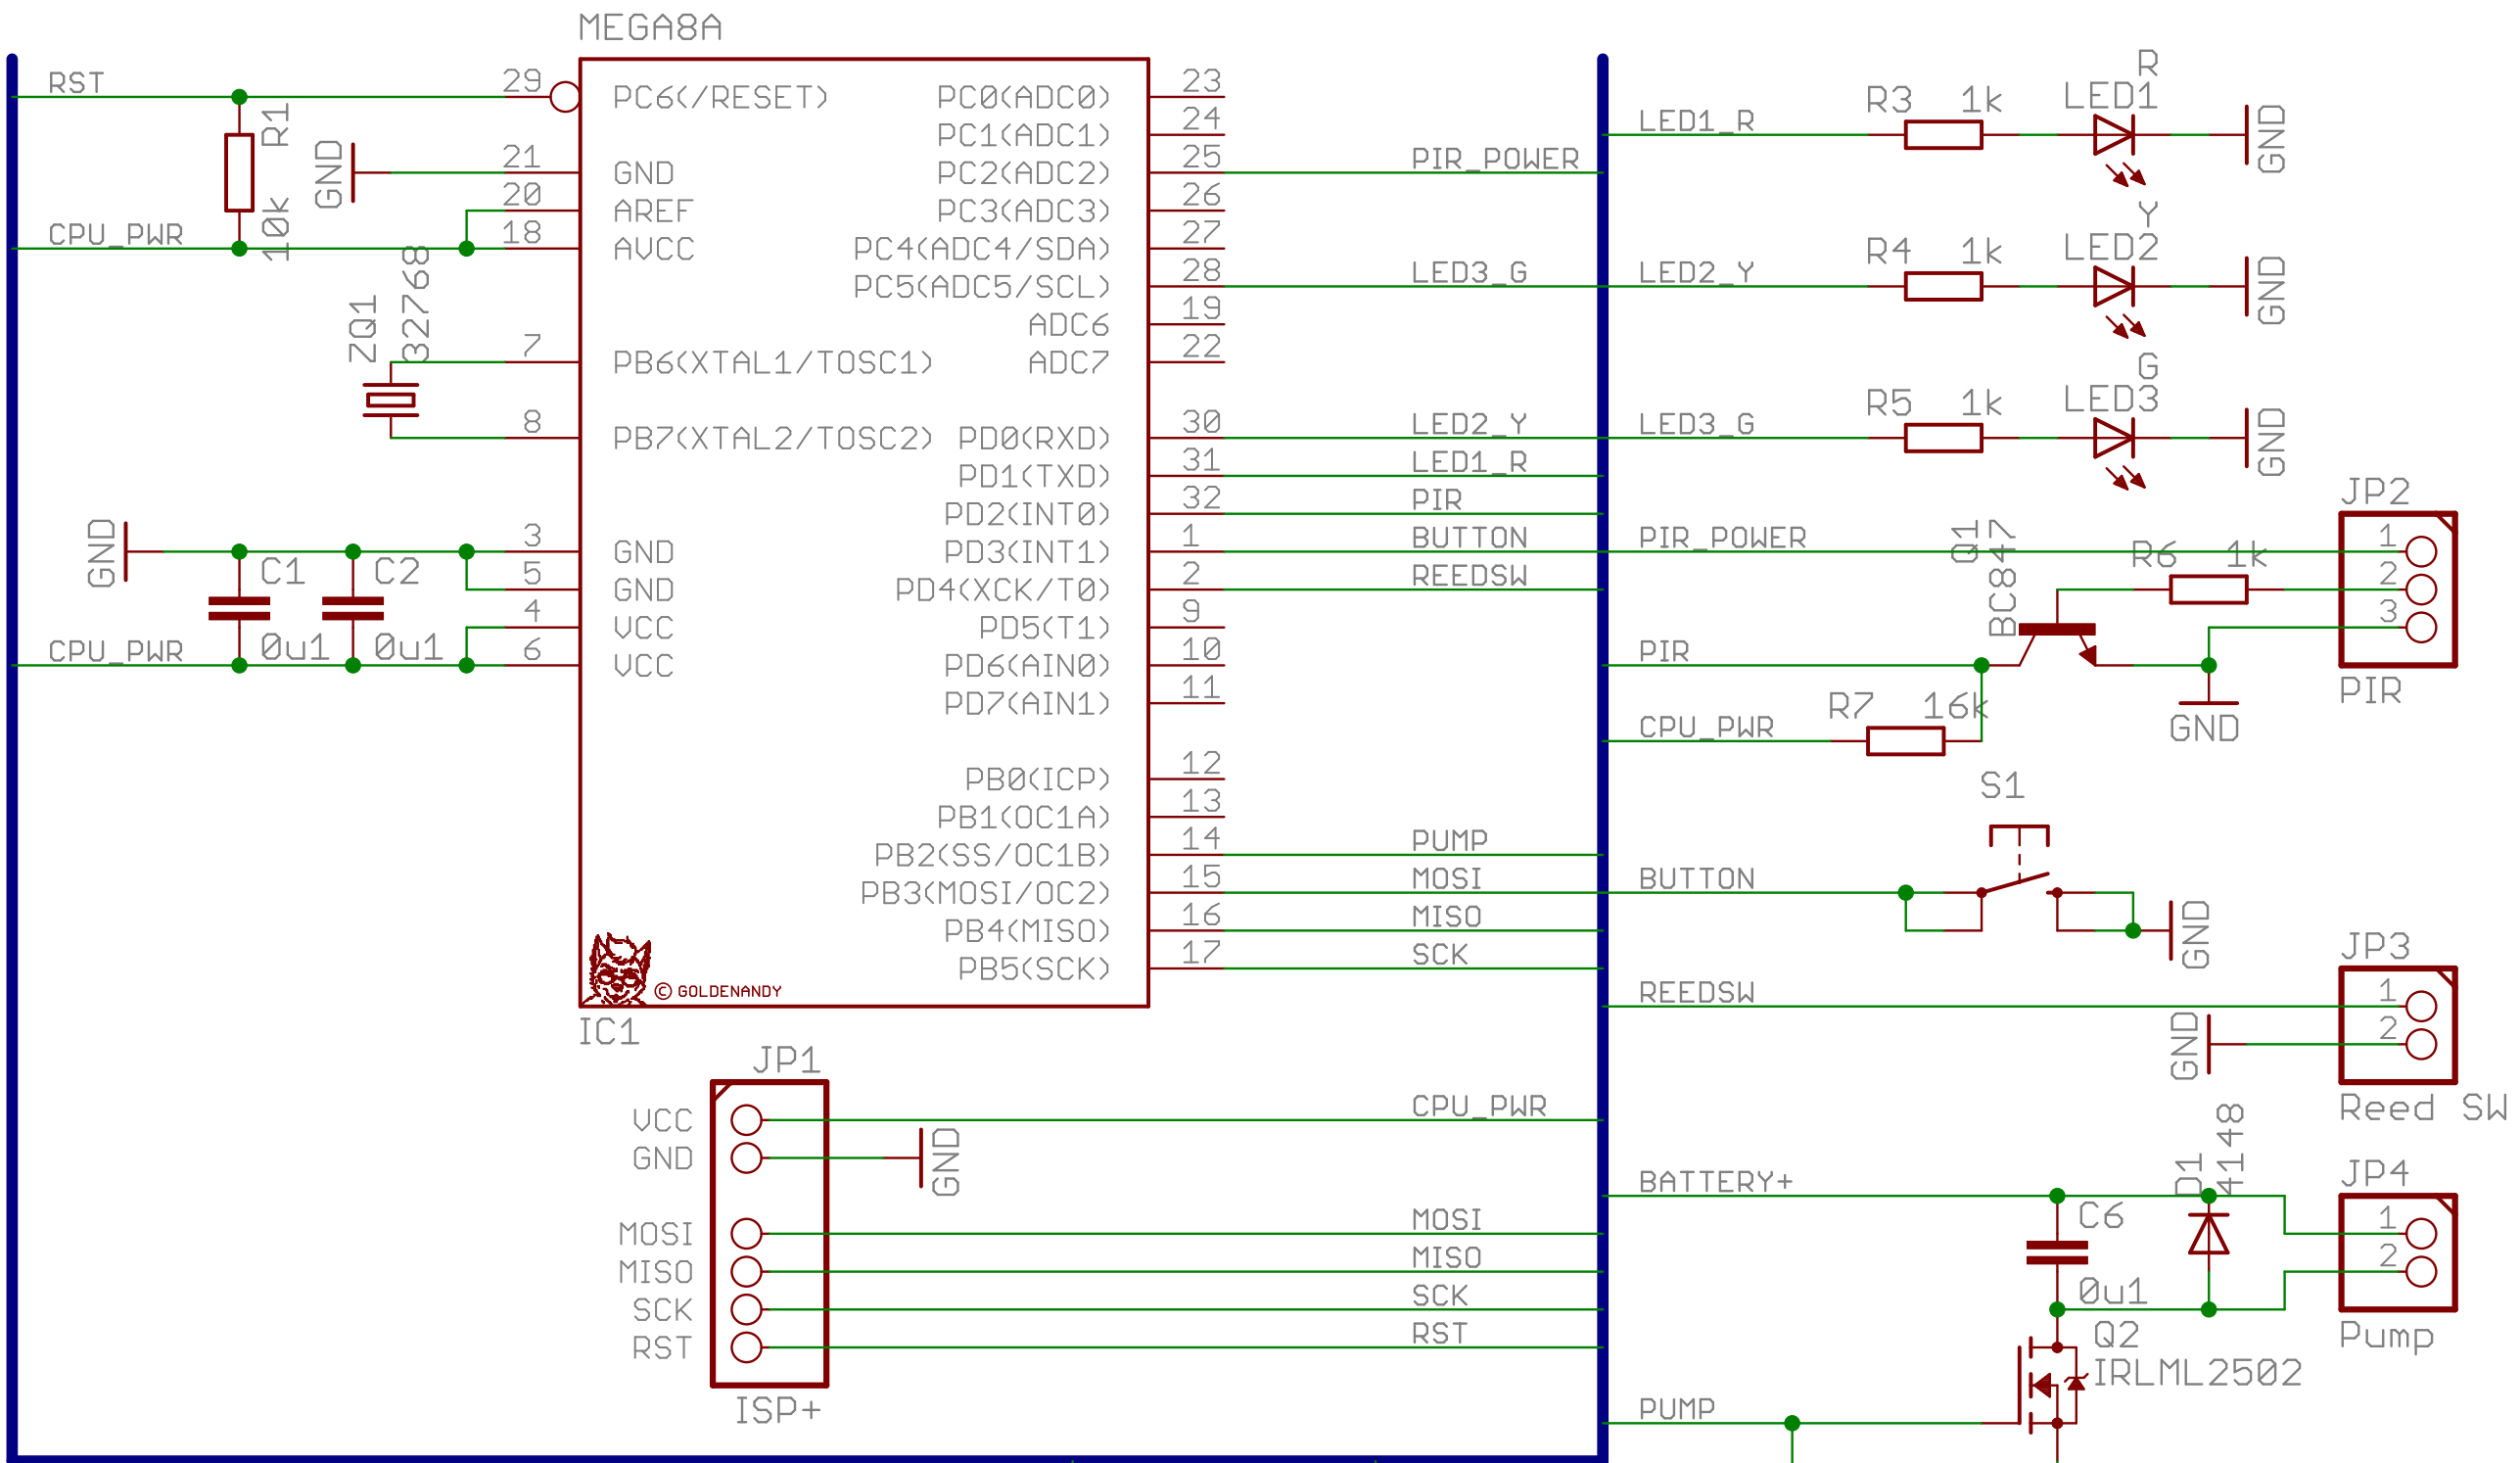 MEGA8A
RST
29
PC6(/RESET)
R1
10k
GND
21
GND
20
AREF
CPU_PWR
18
AVCC
ZQ1
32768
7
PB6(XTAL1/TOSC1)
8
PB7(XTAL2/TOSC2)
GND
3
GND
C1
C2
5
GND
4
VCC
0u1
0u1
CPU_PWR
6
VCC
PC0(ADC0)
23
PC1(ADC1)
24
PC2(ADC2)
25
PIR_POWER
PC3(ADC3)
26
PC4(ADC4/SDA)
27
PC5(ADC5/SCL)
28
LED3_G
ADC6
19
ADC7
22
PD0(RXD)
30
LED2_Y
PD1(TXD)
31
LED1_R
PD2(INT0)
32
PIR
PD3(INT1)
1
BUTTON
PD4(XCK/T0)
2
REEDSW
PD5(T1)
9
PD6(AIN0)
10
PD7(AIN1)
11
PB0(ICP)
12
PB1(OC1A)
13
PB2(SS/OC1B)
14
PUMP
PB3(MOSI/OC2)
15
MOSI
PB4(MISO)
16
MISO
PB5(SCK)
17
SCK
© GOLDENANDY
IC1
JP1
VCC
CPU_PWR
GND
GND
MOSI
MOSI
MISO
MISO
SCK
SCK
RST
RST
ISP+
LED1_R
R3 1k
R
LED1
GND
LED2_Y
R4 1k
Y
LED2
GND
LED3_G
R5 1k
G
LED3
GND
JP2
PIR_POWER
1
Q1
BC847
R6 1k
2
3
PIR
PIR
GND
CPU_PWR
R7 16k
S1
BUTTON
GND
JP3
REEDSW
1
GND
2
Reed SW
BATTERY+
D1
4148
JP4
C6
1
2
0u1
Pump
Q2
IRLML2502
PUMP